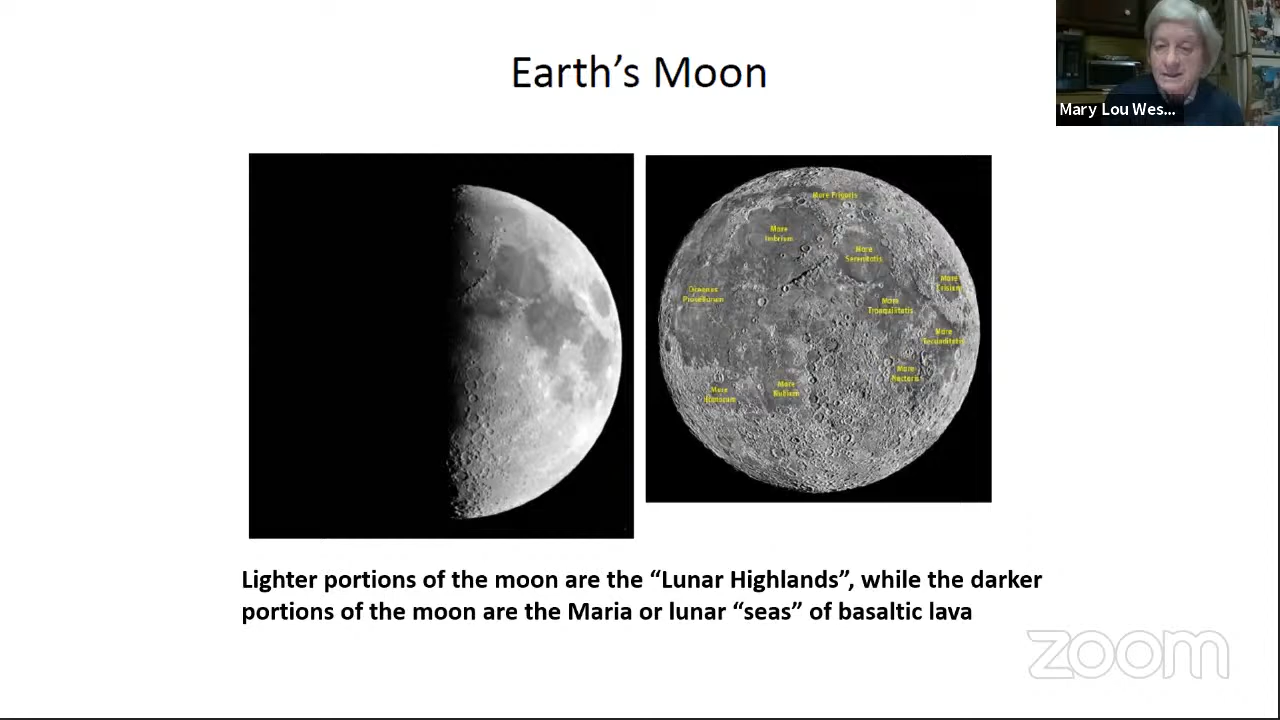 Earth’s Moon
Mary Lou Wes...
Mare Frigoris
Mare
Imbrium
Mare
Serenitatis
Mare
Crisium
Oceanus
Procellarum
Mare
Tranquilitatis
Mare
Fecunditatis
Mare
Nectaris
Mare
Humorum
Mare
Nubium
Lighter portions of the moon are the “Lunar Highlands”, while the darker
portions of the moon are the Maria or lunar “seas” of basaltic lava
zoom